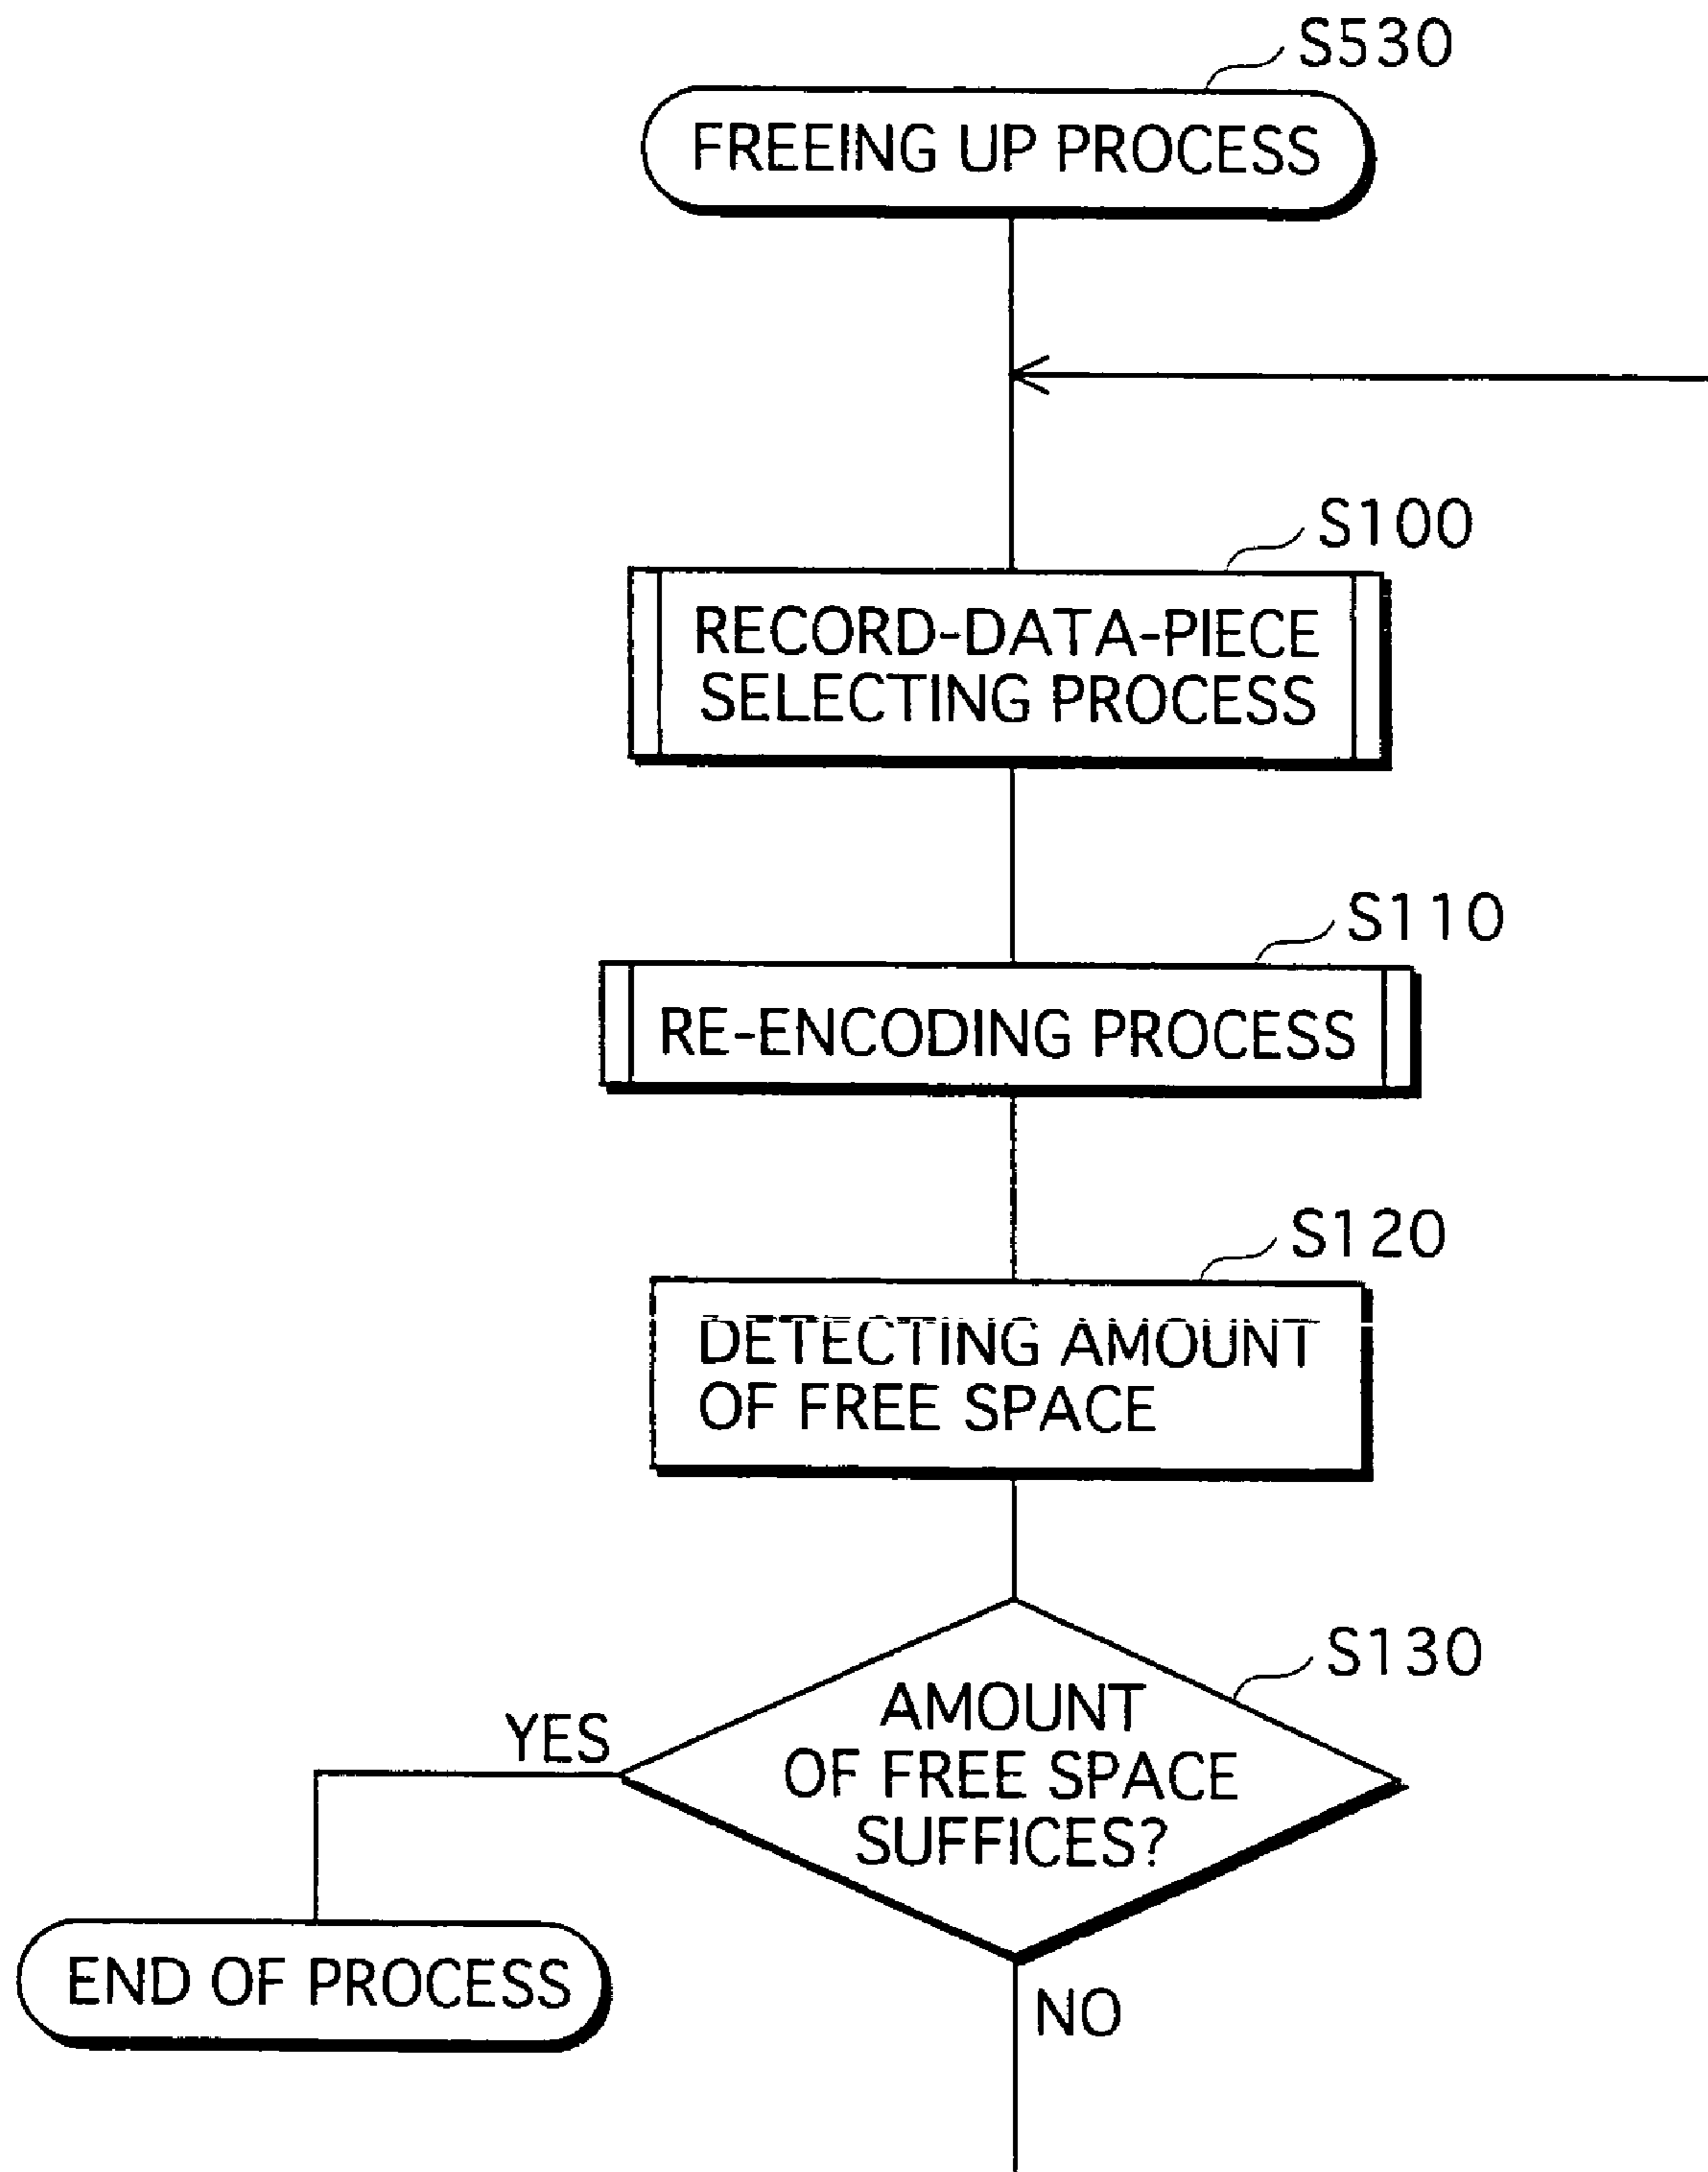 S530
FREEING UP PROCESS
S100
RECORD-DATA-PIECE
SELECTING PROCESS
S110
RE-ENCODING PROCESS
S120
DETECTING AMOUNT
OF FREE SPACE
S130
AMOUNT
OF FREE SPACE
SUFFICES?
YES
END OF PROCESS
NO